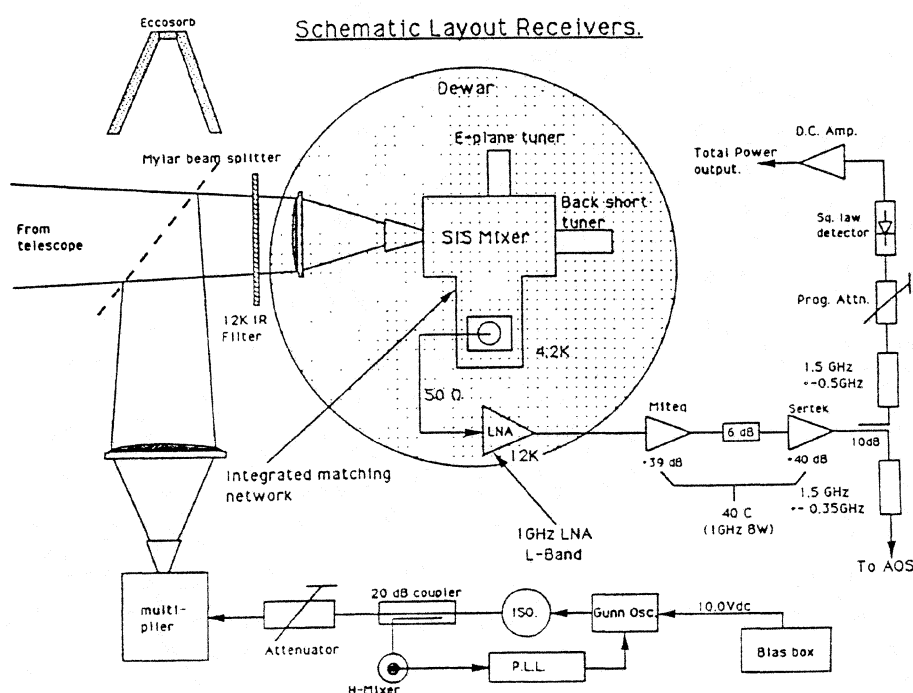 Schematic Layout Receivers.
Eccosorb
Dewar
E-plane tuner
D.C. Amp.
Total Power
output.
Mylar beam splitter
Back short
tuner
Sq. law
detector
From
telescope
SIS Mixer
Prog. Attn.
12K IR
Filter
4.2K
1.5 GHz
+-0.5GHz
50 Ω
Miteq
Sertek
LNA
6 dB
10dB
12K
+39 dB
+40 dB
Integrated matching
network
1.5 GHz
+- 0.35GHz
40 C
(1GHz BW)
1GHz LNA
L-Band
To AOS
20 dB coupler
multi-
plier
ISO.
Gunn Osc.
10.0Vdc
Attenuator
P.L.L.
Bias box
H-Mixer